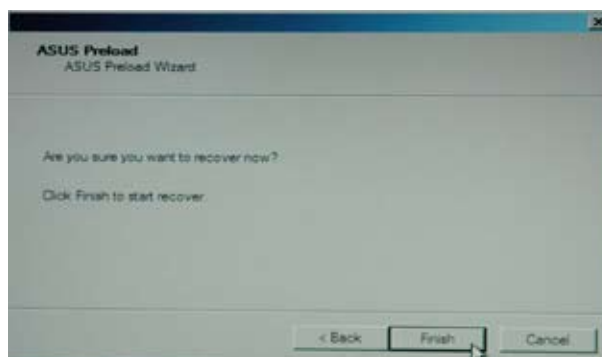 ASUS Preload
ASUS Preload Wizard
Are you sure you want to recover now?
Click Finish to start recover.
< Back
Finish
Cancel